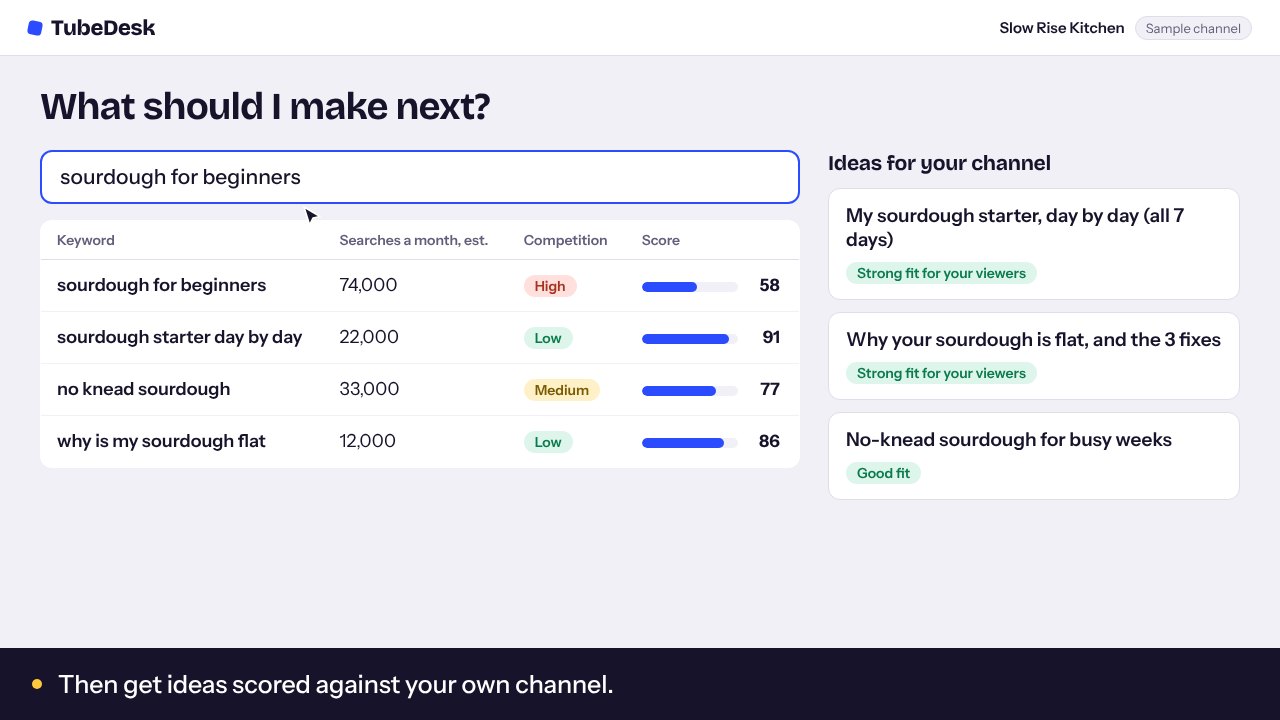 TubeDesk
Slow Rise Kitchen
Sample channel
What should I make next?
sourdough for beginners
Keyword Searches a month, est. Competition Score
sourdough for beginners 74,000 High 58
sourdough starter day by day 22,000 Low 91
no knead sourdough 33,000 Medium 77
why is my sourdough flat 12,000 Low 86
Ideas for your channel
My sourdough starter, day by day (all 7
days)
Strong fit for your viewers
Why your sourdough is flat, and the 3 fixes
Strong fit for your viewers
No-knead sourdough for busy weeks
Good fit
Then get ideas scored against your own channel.